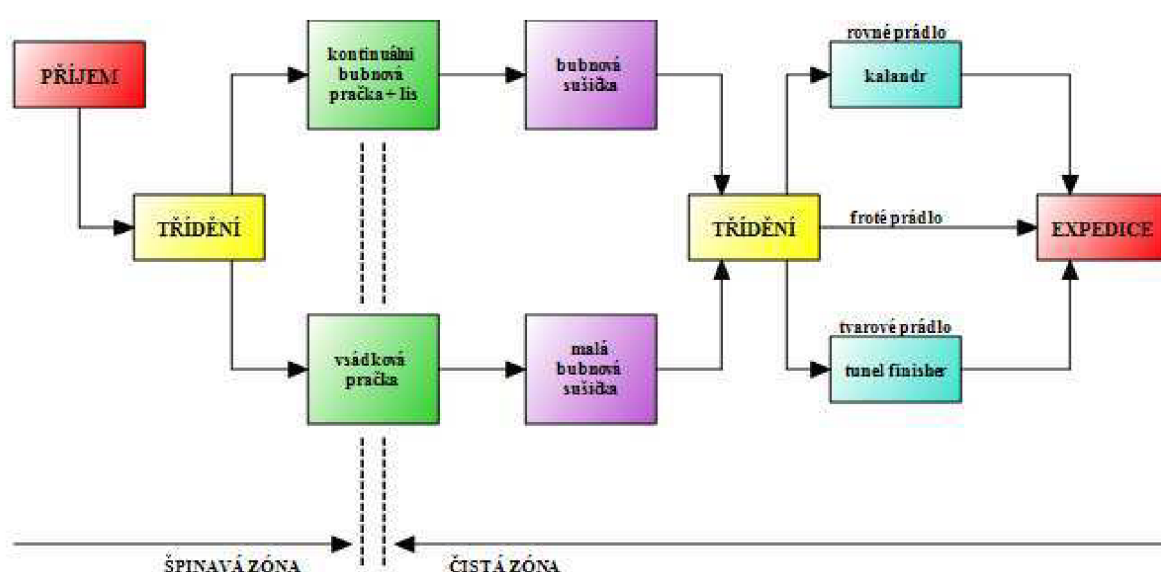 PŘÍJEM
TŘÍDĚNÍ
kontinuální
bubnová
pračka + lis
vsádková
pračka
bubnová
sušička
malá
bubnová
sušička
TŘÍDĚNÍ
rovné prádlo
kalandr
froté prádlo
tvarové prádlo
tunel finisher
EXPEDICE
ŠPINAVÁ ZÓNA
ČISTÁ ZÓNA